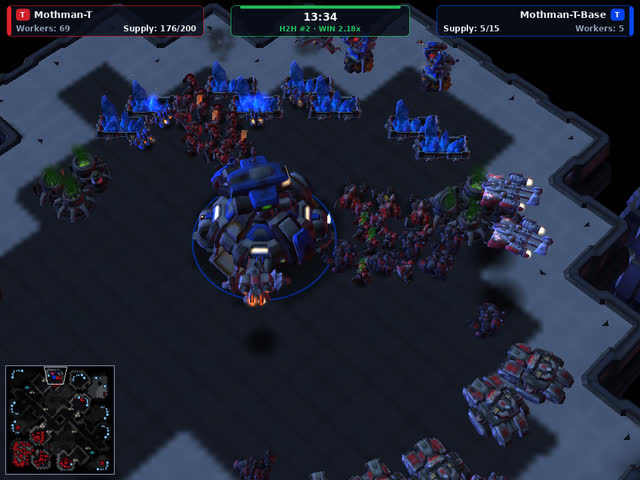 T Mothman-T
Workers: 69 Supply: 176/200
13:34
H2H #2 · WIN 2.18x
Mothman-T-Base T
Supply: 5/15 Workers: 5